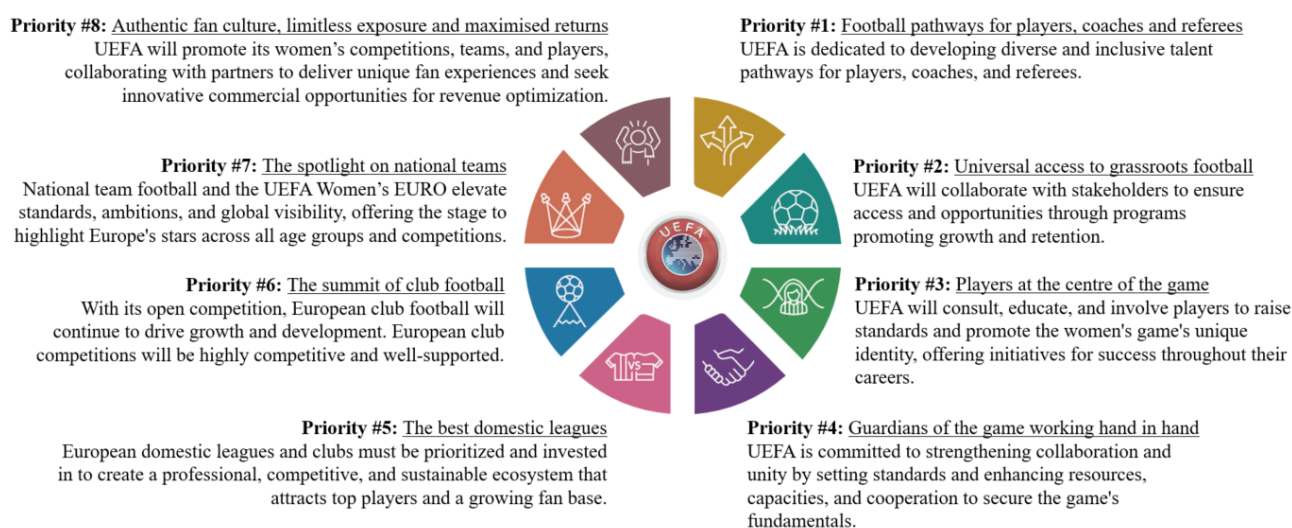 Priority #8: Authentic fan culture, limitless exposure and maximised returns
UEFA will promote its women’s competitions, teams, and players,
collaborating with partners to deliver unique fan experiences and seek
innovative commercial opportunities for revenue optimization.
Priority #1: Football pathways for players, coaches and referees
UEFA is dedicated to developing diverse and inclusive talent
pathways for players, coaches, and referees.
Priority #7: The spotlight on national teams
National team football and the UEFA Women’s EURO elevate
standards, ambitions, and global visibility, offering the stage to
highlight Europe's stars across all age groups and competitions.
Priority #2: Universal access to grassroots football
UEFA will collaborate with stakeholders to ensure
access and opportunities through programs
promoting growth and retention.
UEFA
Priority #6: The summit of club football
With its open competition, European club football will
continue to drive growth and development. European club
competitions will be highly competitive and well-supported.
Priority #3: Players at the centre of the game
UEFA will consult, educate, and involve players to raise
standards and promote the women's game's unique
identity, offering initiatives for success throughout their
careers.
VS
Priority #5: The best domestic leagues
European domestic leagues and clubs must be prioritized and invested
in to create a professional, competitive, and sustainable ecosystem that
attracts top players and a growing fan base.
Priority #4: Guardians of the game working hand in hand
UEFA is committed to strengthening collaboration and
unity by setting standards and enhancing resources,
capacities, and cooperation to secure the game's
fundamentals.